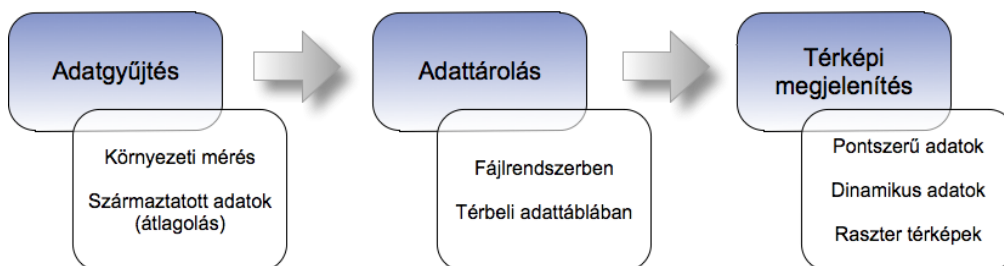 Adatgyűjtés
Környezeti mérés
Származtatott adatok
(átlagolás)
Adattárolás
Fájlrendszerben
Térbeli adattáblában
Térképi
megjelenítés
Pontszerű adatok
Dinamikus adatok
Raszter térképek